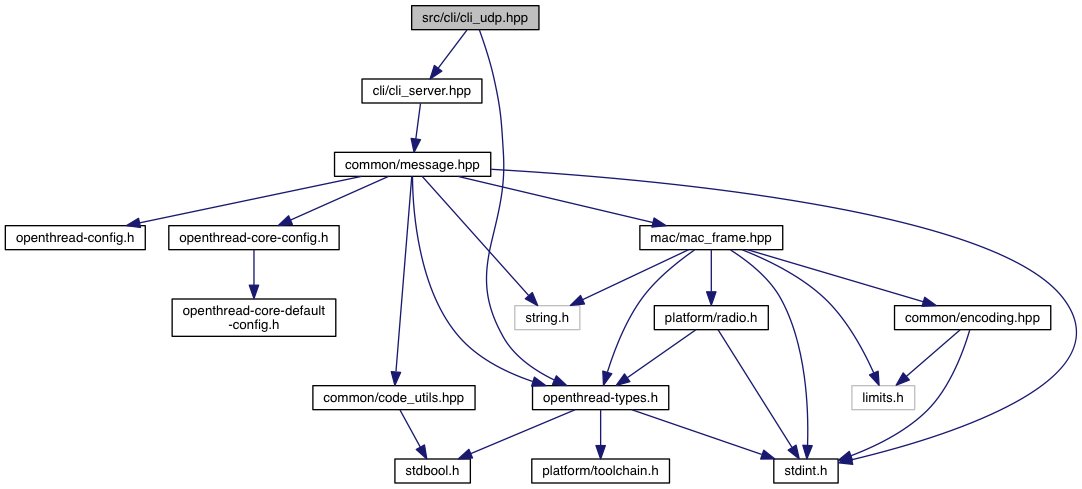 src/cli/cli_udp.hpp
cli/cli_server.hpp
common/message.hpp
openthread-config.h
openthread-core-config.h
mac/mac_frame.hpp
openthread-core-default
-config.h
string.h
platform/radio.h
common/encoding.hpp
common/code_utils.hpp
openthread-types.h
limits.h
stdbool.h
platform/toolchain.h
stdint.h